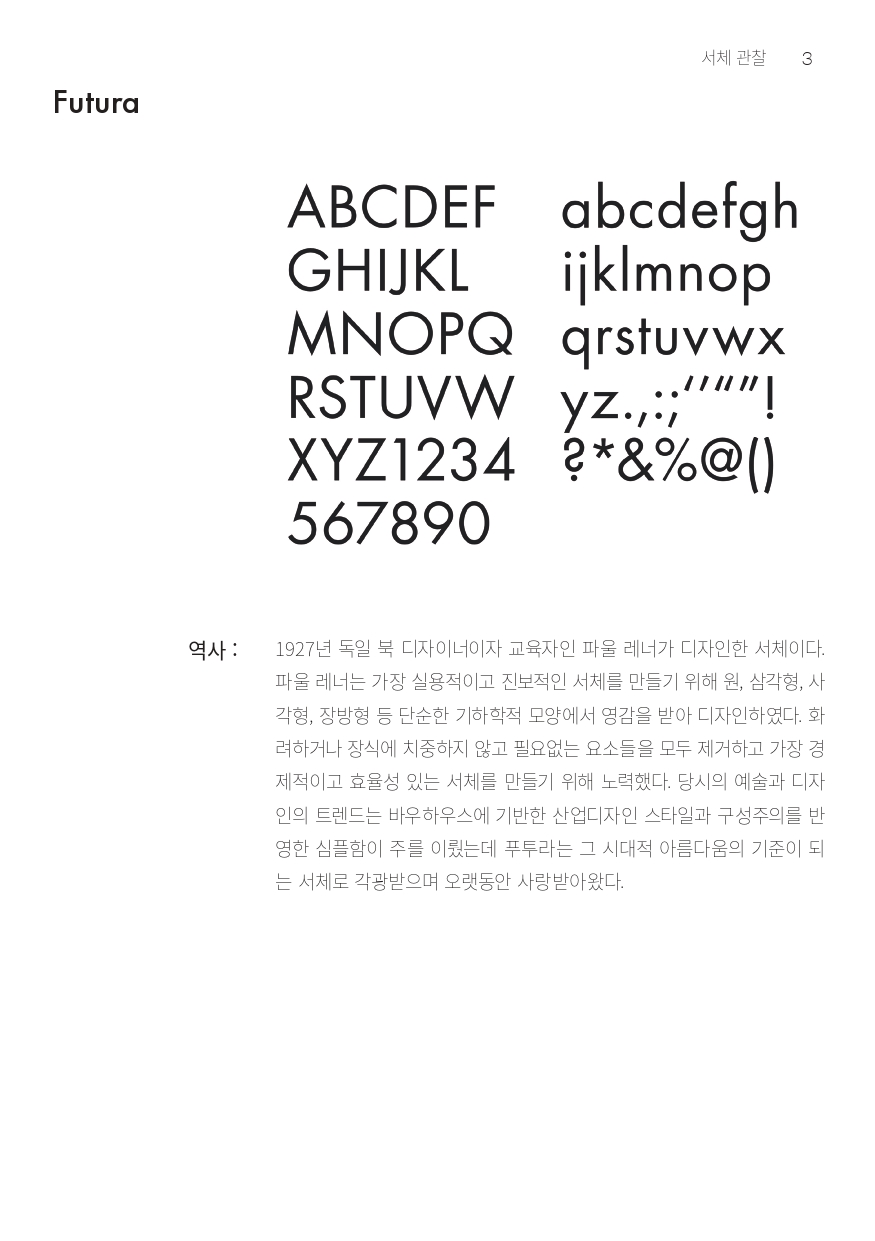 서체 관찰 3
Futura
ABCDEF
GHIJKL
MNOPQ
RSTUVW
XYZ1234
567890
abcdefgh
ijklmnop
qrstuvwx
yz.,:;‘’“”!
?*&%@()
역사 : 1927년 독일 북 디자이너이자 교육자인 파울 레너가 디자인한 서체이다.
파울 레너는 가장 실용적이고 진보적인 서체를 만들기 위해 원, 삼각형, 사
각형, 장방형 등 단순한 기하학적 모양에서 영감을 받아 디자인하였다. 화
려하거나 장식에 치중하지 않고 필요없는 요소들을 모두 제거하고 가장 경
제적이고 효율성 있는 서체를 만들기 위해 노력했다. 당시의 예술과 디자
인의 트렌드는 바우하우스에 기반한 산업디자인 스타일과 구성주의를 반
영한 심플함이 주를 이뤘는데 푸투라는 그 시대적 아름다움의 기준이 되
는 서체로 각광받으며 오랫동안 사랑받아왔다.